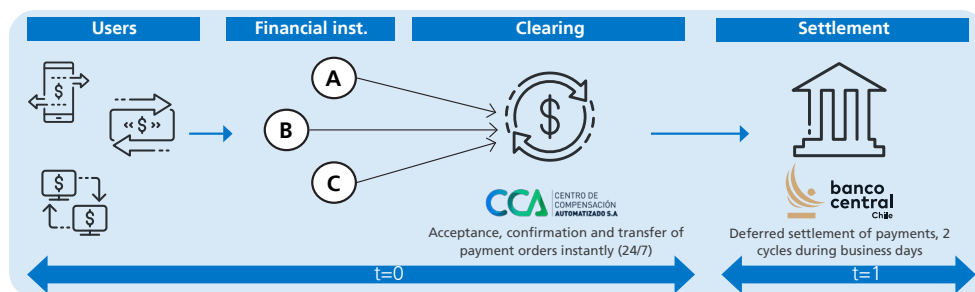 Users
Financial inst.
Clearing
Settlement
$
« $ »
$
$
A
B
C
$
CCA CENTRO DE
COMPENSACIÓN
AUTOMATIZADO S.A
banco
central
Chile
Acceptance, confirmation and transfer of
payment orders instantly (24/7)
Deferred settlement of payments, 2
cycles during business days
t=0
t=1